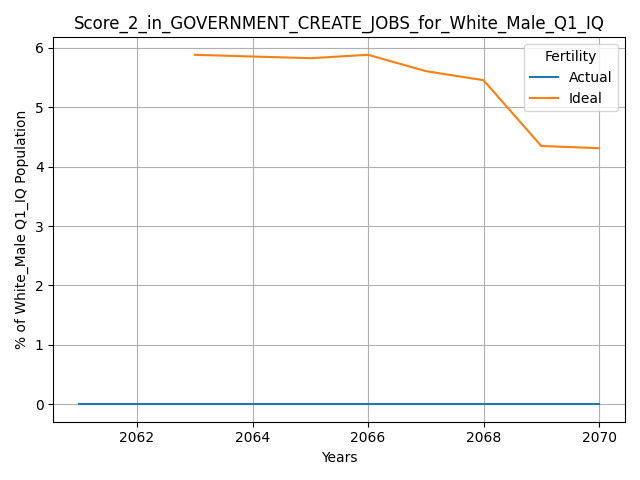 Score_2_in_GOVERNMENT_CREATE_JOBS_for_White_Male_Q1_IQ
Fertility
Actual
Ideal
% of White_Male Q1_IQ Population
6
5
4
3
2
1
0
2062 2064 2066 2068 2070
Years